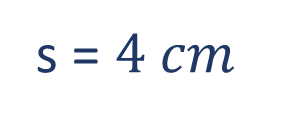 s = 4 cm